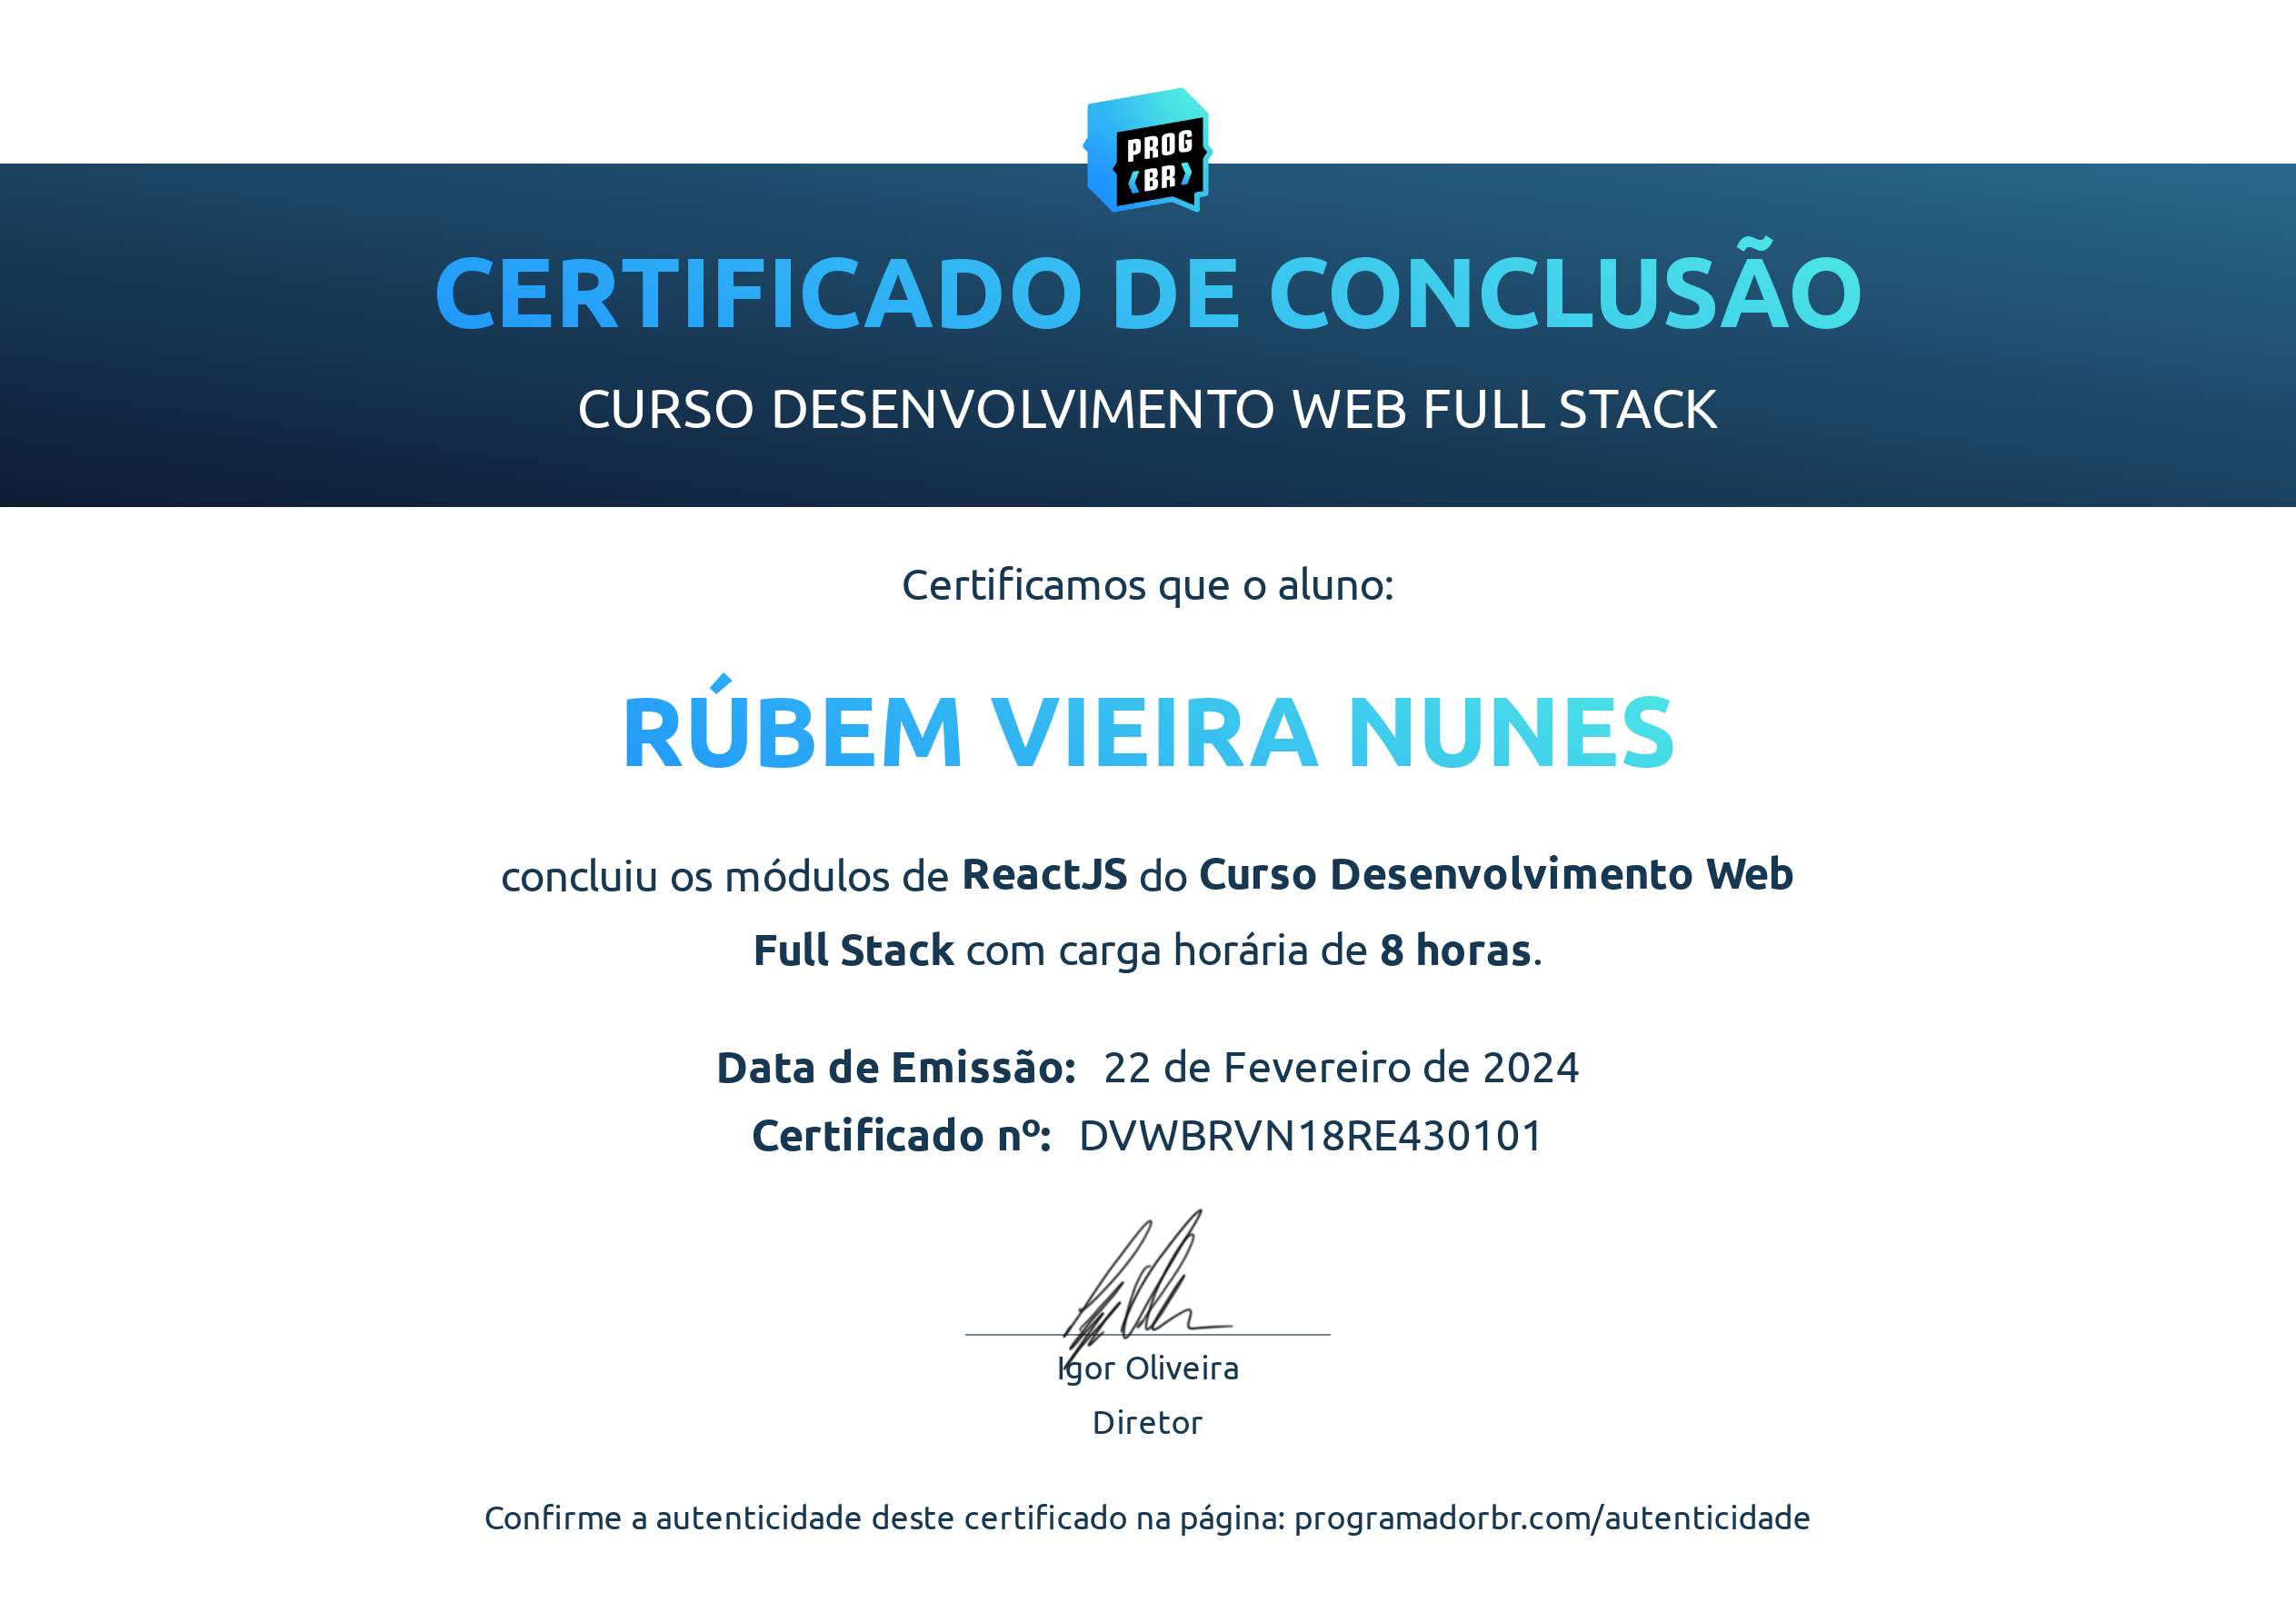 PROG
BR
CERTIFICADO DE CONCLUSÃO
CURSO DESENVOLVIMENTO WEB FULL STACK
Certificamos que o aluno:
RÚBEM VIEIRA NUNES
concluiu os módulos de ReactJS do Curso Desenvolvimento Web
Full Stack com carga horária de 8 horas.
Data de Emissão: 22 de Fevereiro de 2024
Certificado nº: DVWBRVN18RE430101
Igor Oliveira
Diretor
Confirme a autenticidade deste certificado na página: programadorbr.com/autenticidade